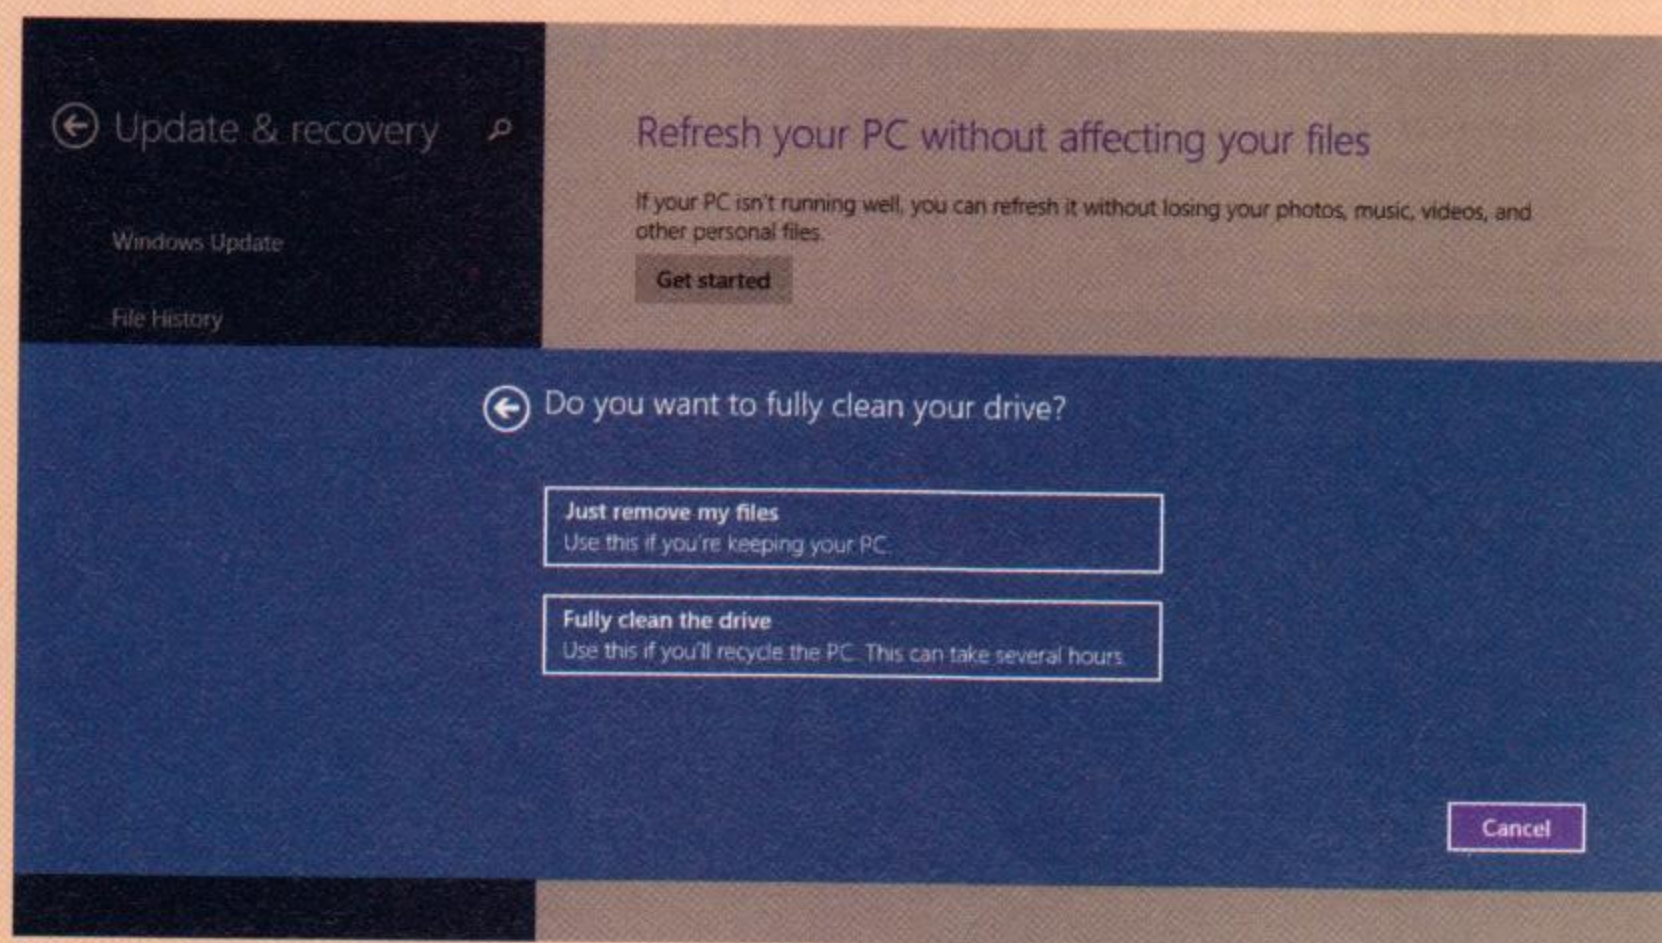 Update & recovery
Windows Update
File History
Refresh your PC without affecting your files
If your PC isn't running well, you can refresh it without losing your photos, music, videos, and
other personal files.
Get started
Do you want to fully clean your drive?
Just remove my files
Use this if you're keeping your PC.
Fully clean the drive
Use this if you'll recycle the PC. This can take several hours.
Cancel